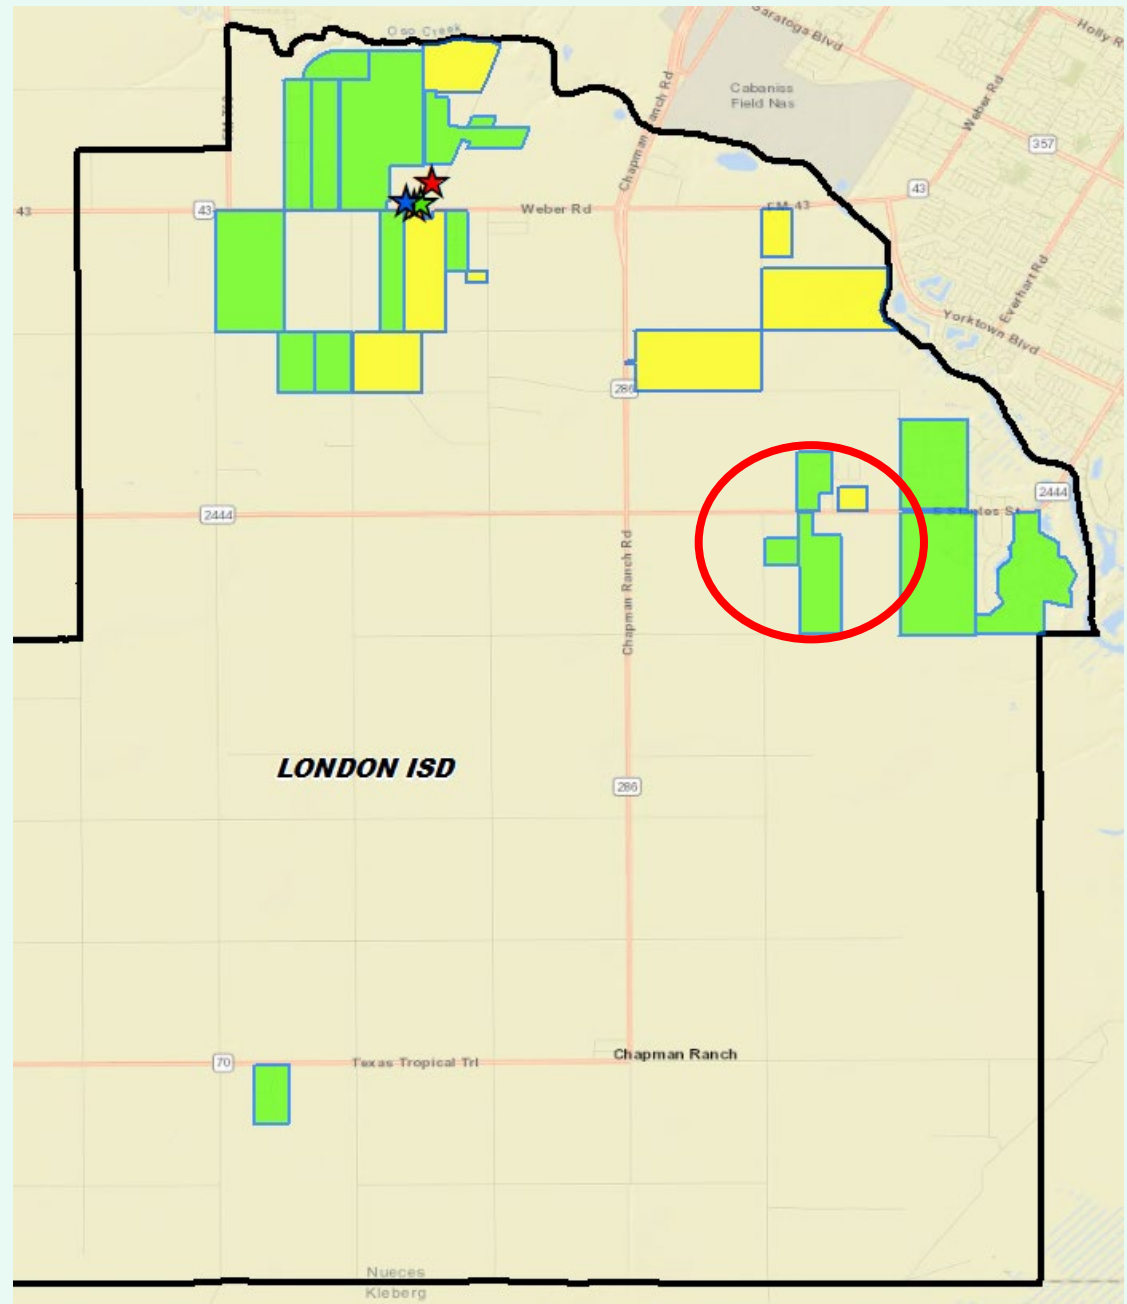 Oso Creek
Saratoga Blvd
Holly R
Cabaniss
Field Nas
Weber Rd
357
Chapman Ranch Rd
43
43
43
Weber Rd
FM 43
Everhart Rd
Yorktown Blvd
286
2444
2444
Chapman Ranch Rd
LONDON ISD
286
70
Texas Tropical Trl
Chapman Ranch
Nueces
Kleberg